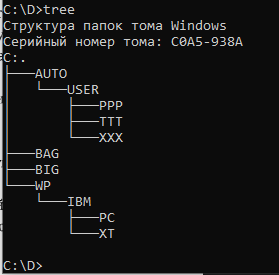 C:\D>tree
Структура папок тома Windows
Серийный номер тома: C0A5-938A
C:.
├───AUTO
│   └───USER
│       ├───PPP
│       ├───TTT
│       └───XXX
├───BAG
├───BIG
└───WP
    └───IBM
        ├───PC
        └───XT
C:\D>